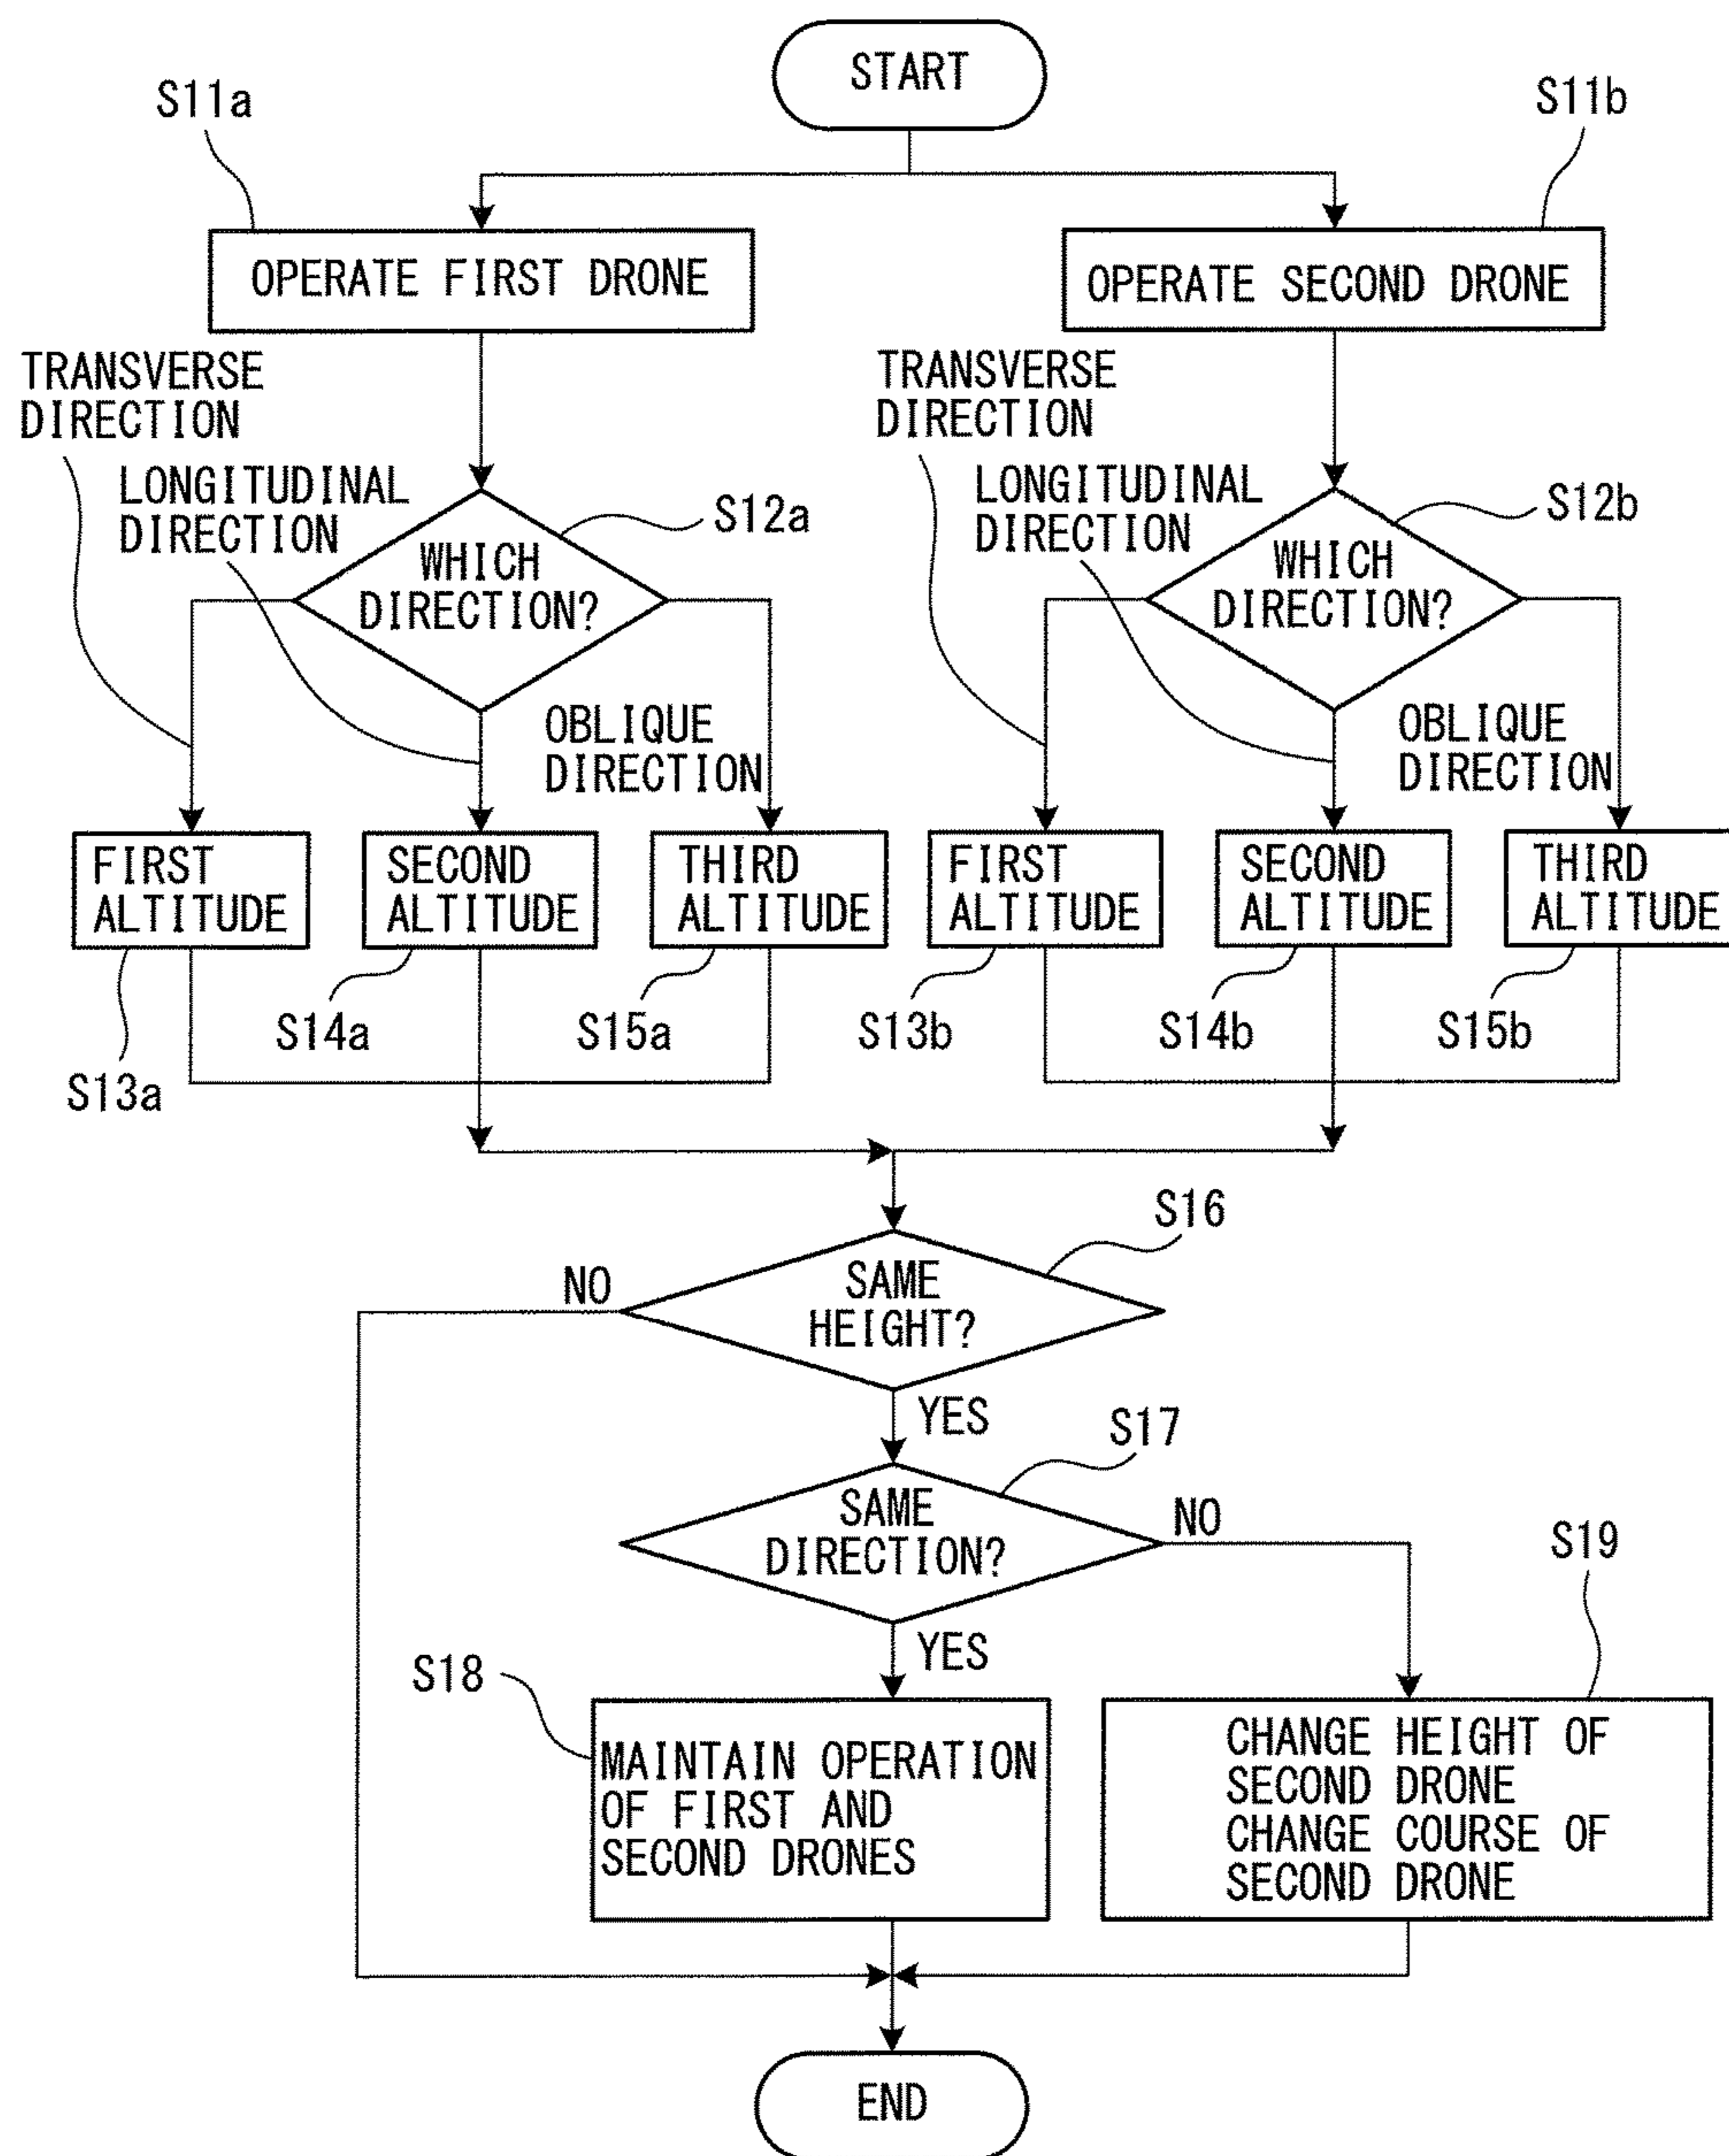 START
S11a
S11b
OPERATE FIRST DRONE
OPERATE SECOND DRONE
TRANSVERSE
DIRECTION
LONGITUDINAL
DIRECTION
S12a
WHICH
DIRECTION?
OBLIQUE
DIRECTION
TRANSVERSE
DIRECTION
LONGITUDINAL
DIRECTION
S12b
WHICH
DIRECTION?
OBLIQUE
DIRECTION
FIRST
ALTITUDE
SECOND
ALTITUDE
THIRD
ALTITUDE
FIRST
ALTITUDE
SECOND
ALTITUDE
THIRD
ALTITUDE
S13a
S14a
S15a
S13b
S14b
S15b
S16
SAME
HEIGHT?
NO
YES
S17
SAME
DIRECTION?
NO
YES
S18
S19
MAINTAIN OPERATION
OF FIRST AND
SECOND DRONES
CHANGE HEIGHT OF
SECOND DRONE
CHANGE COURSE OF
SECOND DRONE
END